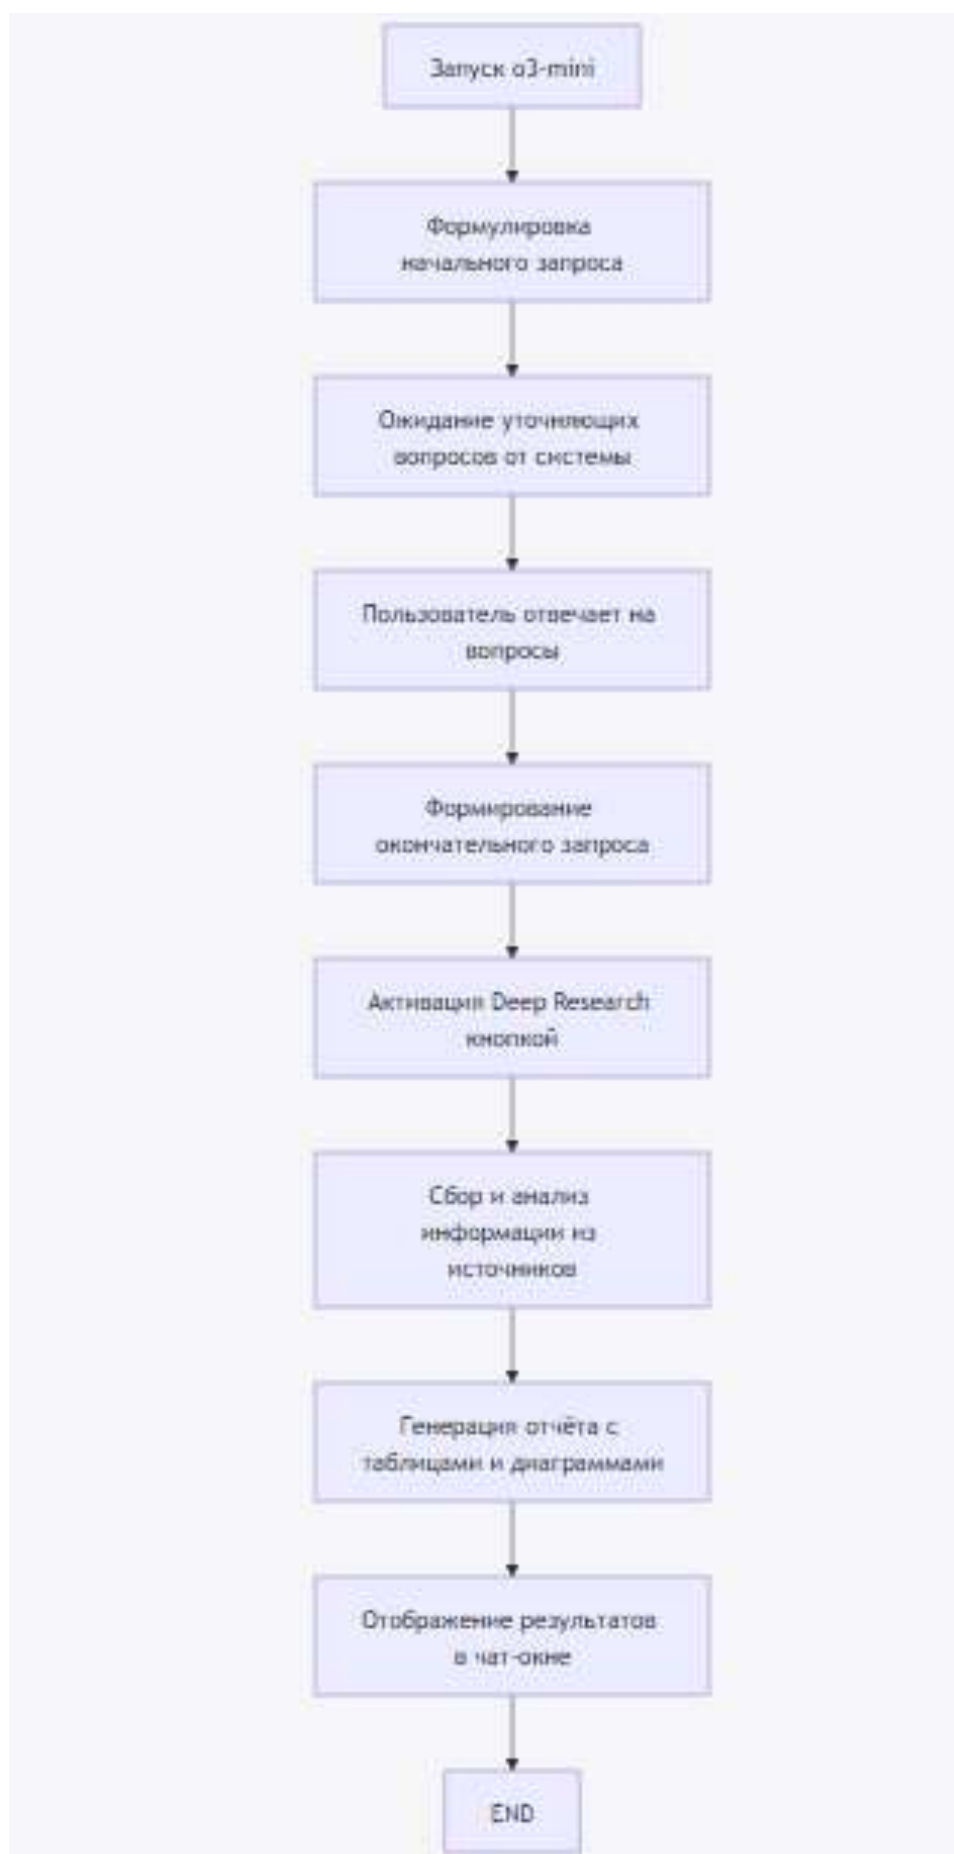 Запуск o3-mini
Формулировка
начального запроса
Ожидание уточняющих
вопросов от системы
Пользователь отвечает на
вопросы
Формирование
окончательного запроса
Активация Deep Research
кнопкой
Сбор и анализ
информации из
источников
Генерация отчёта с
таблицами и диаграммами
Отображение результатов
в чат-окне
END